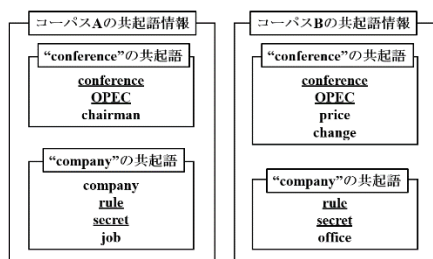 コーパスAの共起語情報
“conference”の共起語
conference
OPEC
chairman
“company”の共起語
company
rule
secret
job
コーパスBの共起語情報
“conference”の共起語
conference
OPEC
price
change
“company”の共起語
rule
secret
office